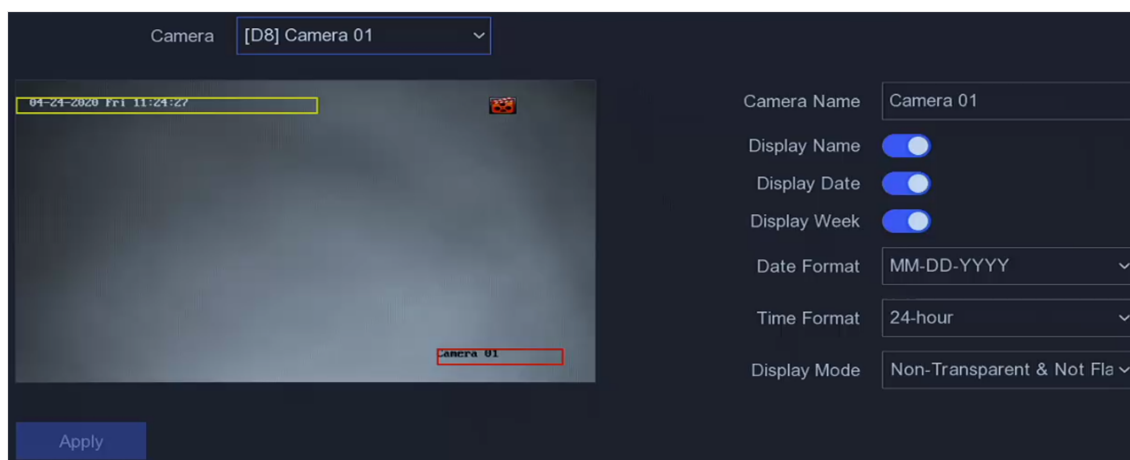 Camera [D8] Camera 01
04-24-2020 Fri 11:24:27
Camera 01
Camera Name Camera 01
Display Name
Display Date
Display Week
Date Format MM-DD-YYYY
Time Format 24-hour
Display Mode Non-Transparent & Not Fla
Apply